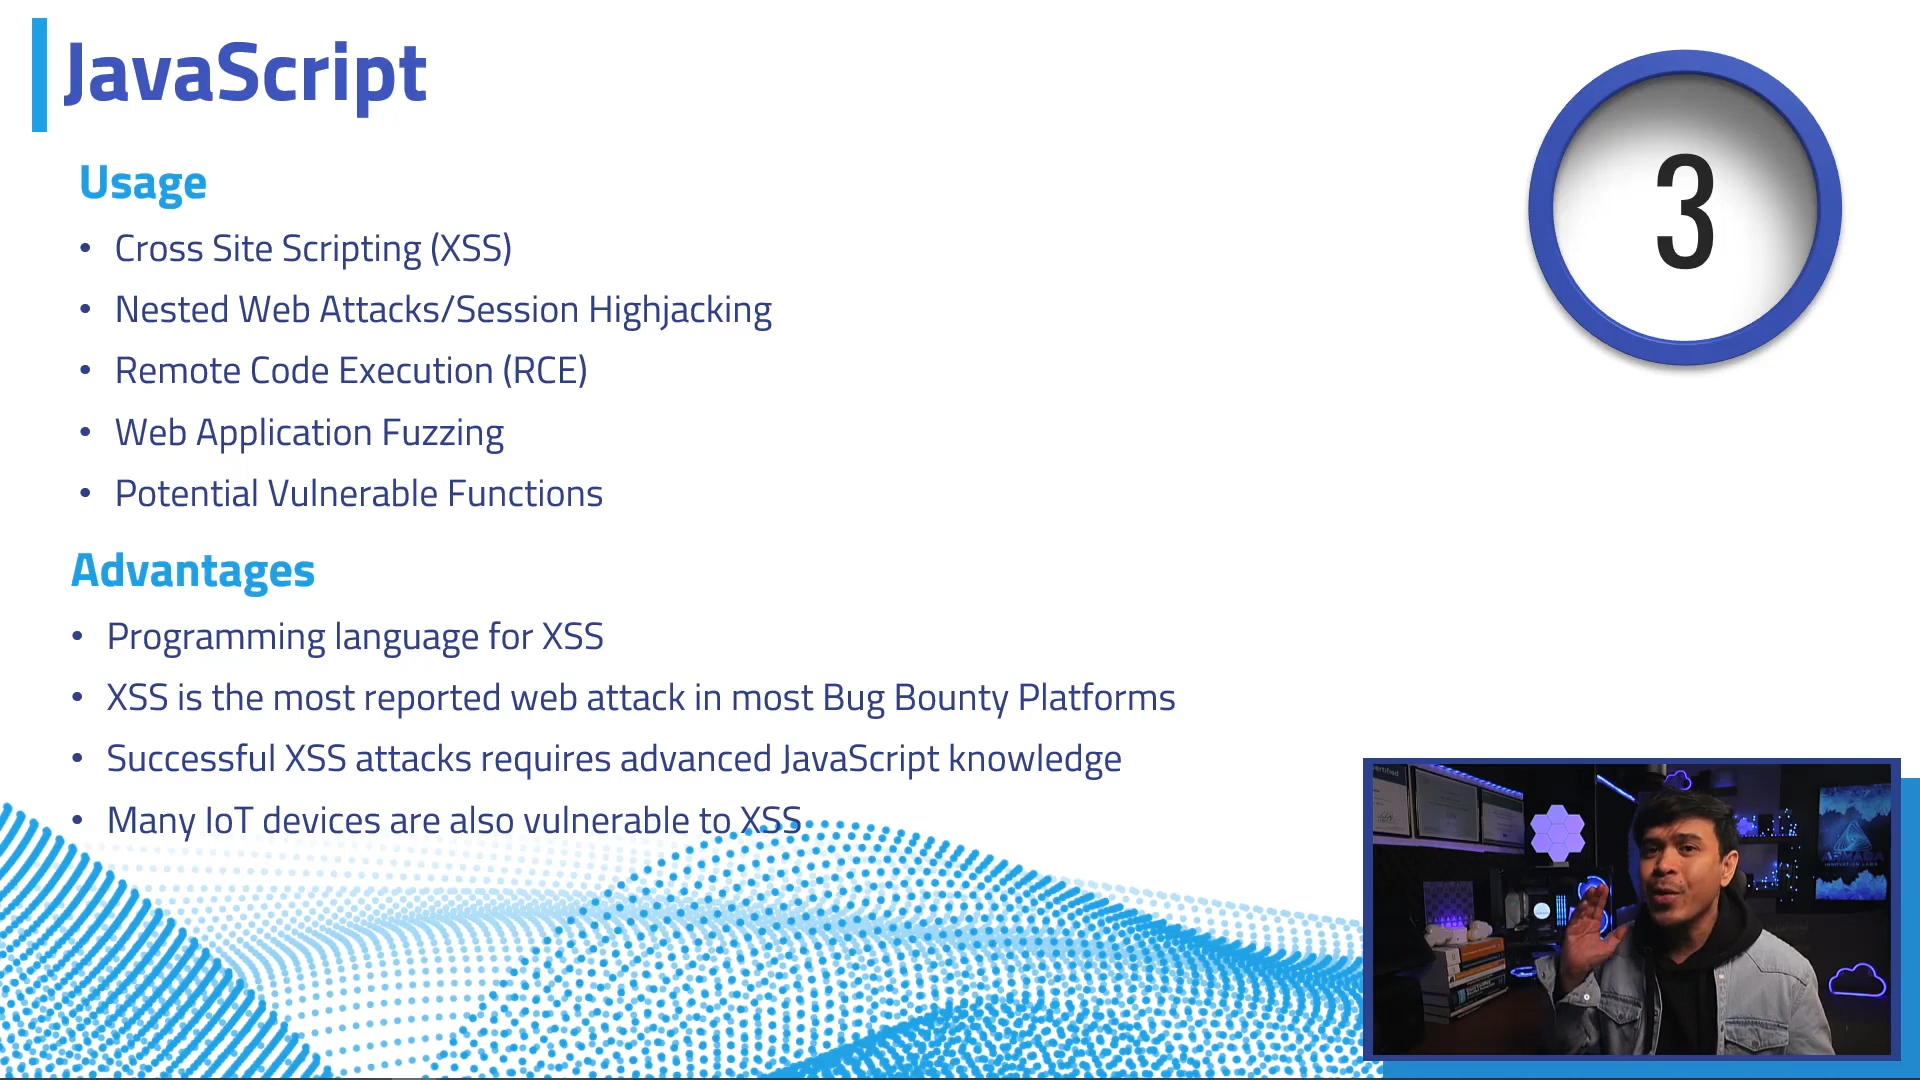 JavaScript
3
Usage
• Cross Site Scripting (XSS)
• Nested Web Attacks/Session Highjacking
• Remote Code Execution (RCE)
• Web Application Fuzzing
• Potential Vulnerable Functions
Advantages
• Programming language for XSS
• XSS is the most reported web attack in most Bug Bounty Platforms
• Successful XSS attacks requires advanced JavaScript knowledge
• Many IoT devices are also vulnerable to XSS